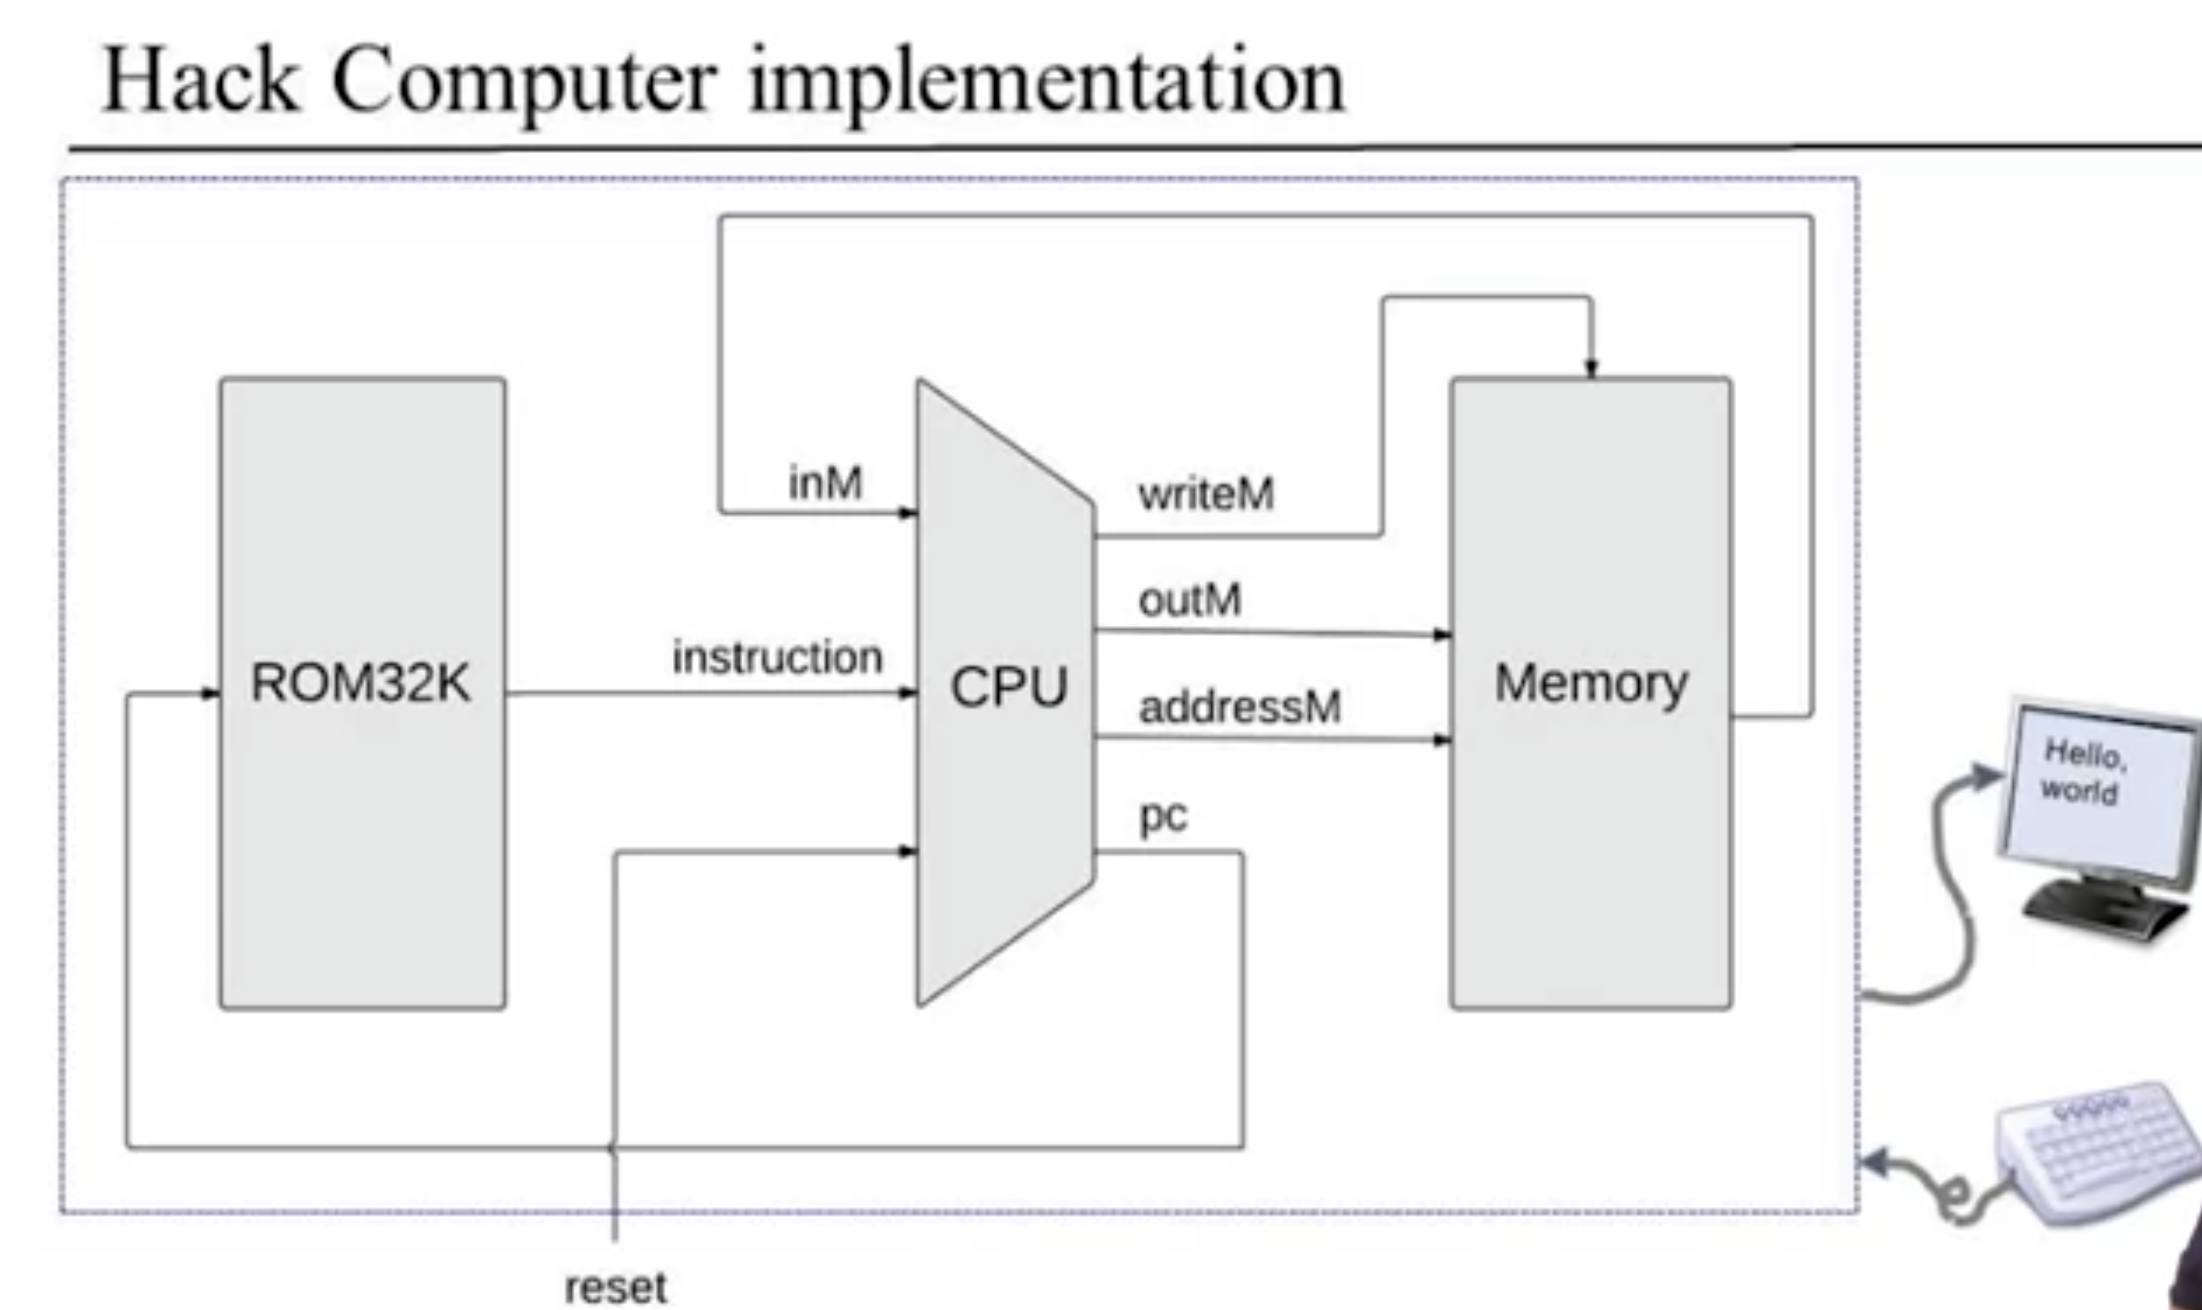 Hack Computer implementation
inM
writeM
outM
instruction
ROM32K
CPU
addressM
Memory
pc
Hello,
world
reset